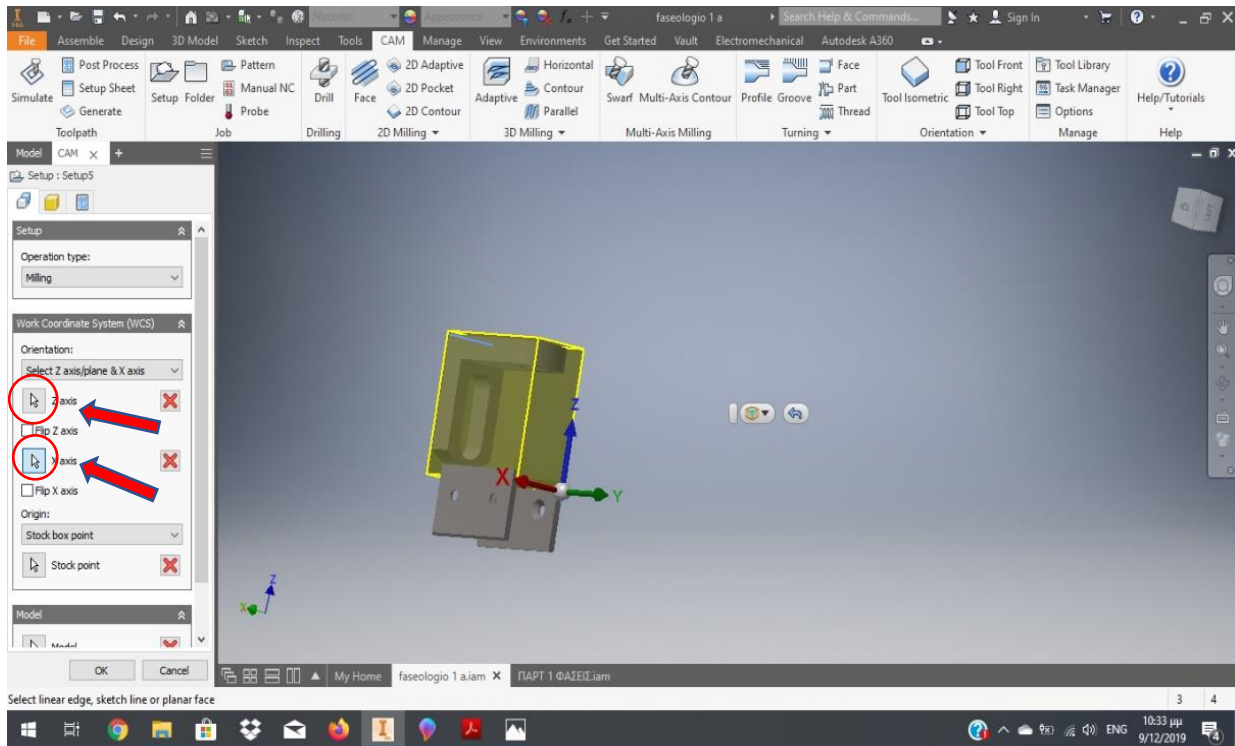 PRO
Material
Appearance
faseologio 1 a
Search Help & Commands...
Sign In
File Assemble Design 3D Model Sketch Inspect Tools CAM Manage View Environments Get Started Vault Electromechanical Autodesk A360
Simulate
Post Process
Setup Sheet
Generate
Toolpath
Setup
Folder
Pattern
Manual NC
Probe
Job
Drill
Drilling
Face
2D Adaptive
2D Pocket
2D Contour
2D Milling
Adaptive
Horizontal
Contour
Parallel
3D Milling
Swarf
Multi-Axis Contour
Multi-Axis Milling
Profile
Groove
Face
Part
Thread
Turning
Tool Isometric
Tool Front
Tool Right
Tool Top
Orientation
Tool Library
Task Manager
Options
Manage
Help/Tutorials
Help
Model CAM
Setup : Setup5
Setup
Operation type:
Milling
Work Coordinate System (WCS)
Orientation:
Select Z axis/plane & X axis
Z axis
Flip Z axis
X axis
Flip X axis
Origin:
Stock box point
Stock point
Model
Model
OK Cancel
Z
X
Y
Z
X
My Home faseologio 1 a.iam ΠΑΡΤ 1 ΦΑΣΕΙΣ.iam
Select linear edge, sketch line or planar face
3 4
ENG
10:33 μμ
9/12/2019
4